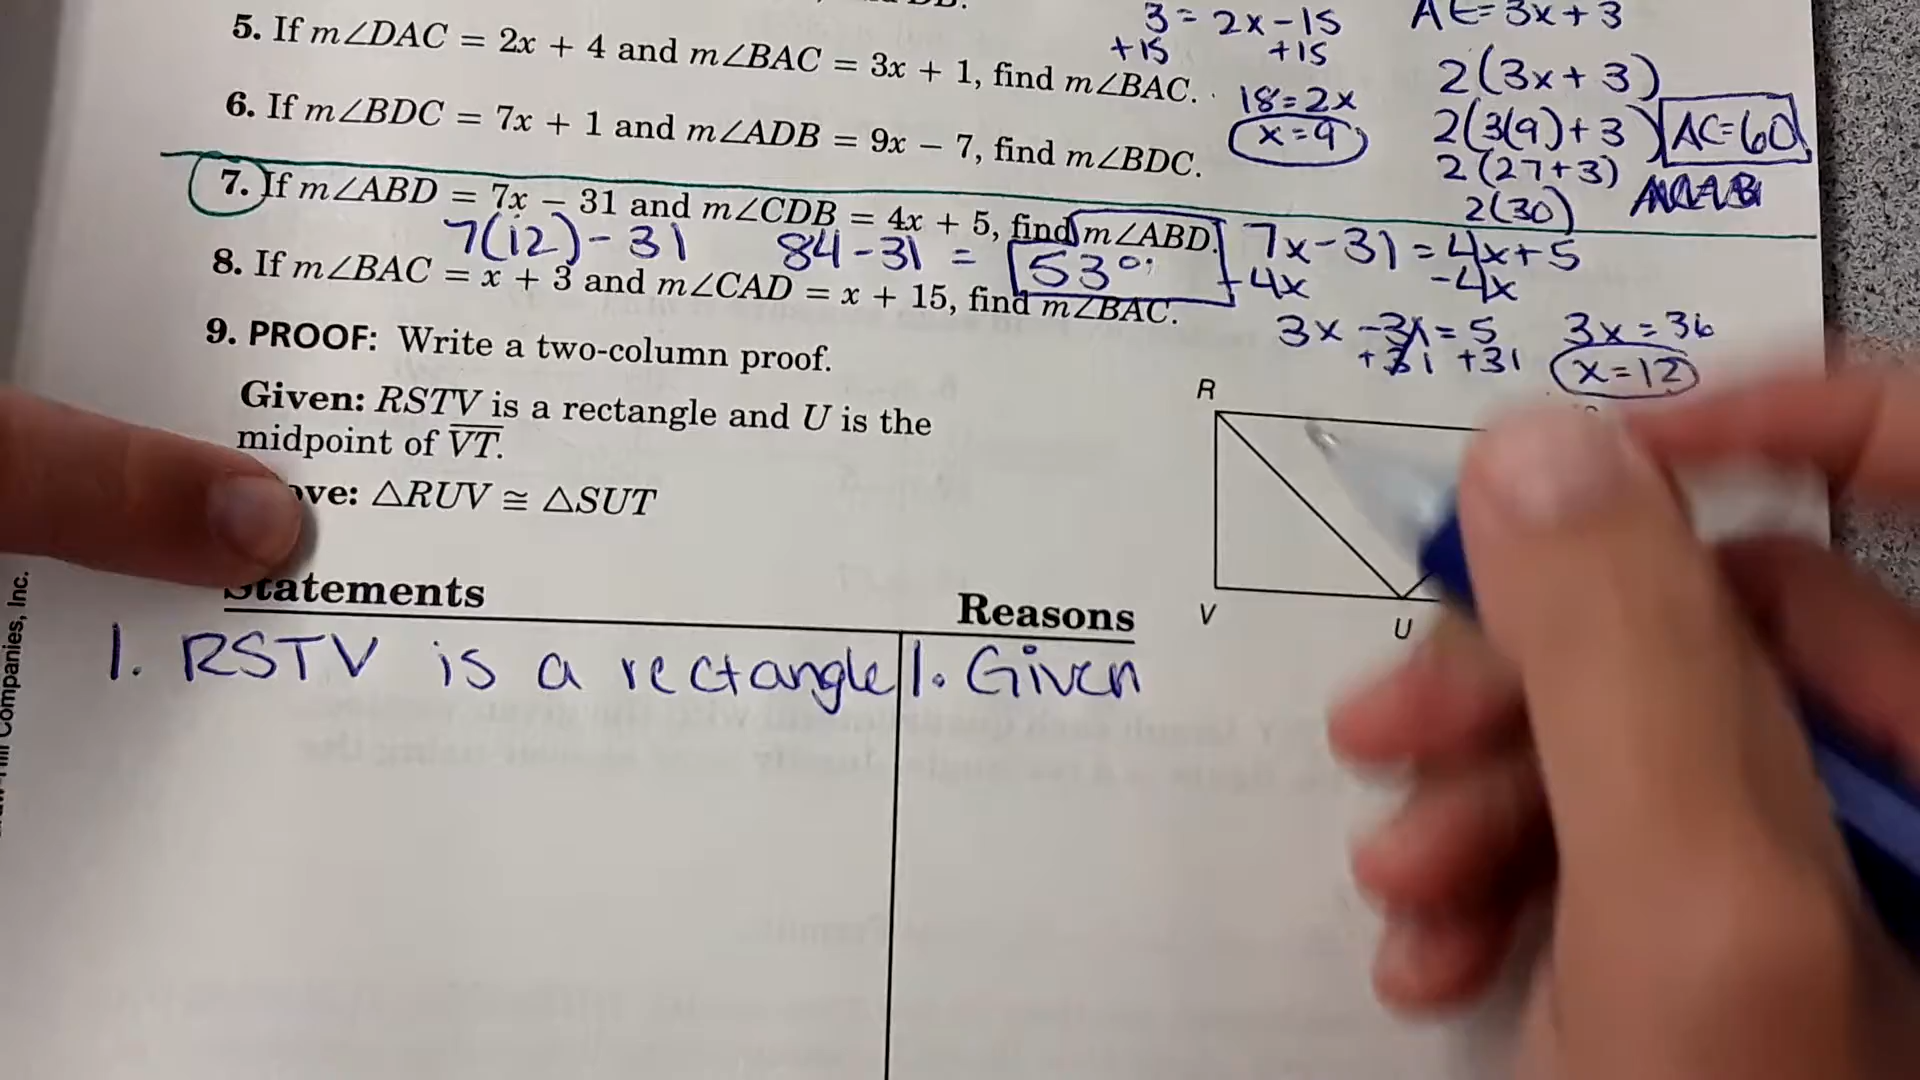 3 = 2x - 15
AE = 3x + 3
5. If m∠DAC = 2x + 4 and m∠BAC = 3x + 1, find m∠BAC.
+15 +15
2(3x + 3)
18 = 2x
6. If m∠BDC = 7x + 1 and m∠ADB = 9x − 7, find m∠BDC.
x = 9
2(3(9) + 3) AC = 60
2(27 + 3)
2(30)
7. If m∠ABD = 7x − 31 and m∠CDB = 4x + 5, find m∠ABD.
7(12) - 31 84 - 31 = 53°
7x - 31 = 4x + 5
-4x -4x
8. If m∠BAC = x + 3 and m∠CAD = x + 15, find m∠BAC.
3x - 31 = 5 3x = 36
+31 +31 x = 12
9. PROOF: Write a two-column proof.
Given: RSTV is a rectangle and U is the
midpoint of V̅T̅.
△RUV ≅ △SUT
R
V
U
Statements Reasons
1. RSTV is a rectangle 1. Given
Companies, Inc.